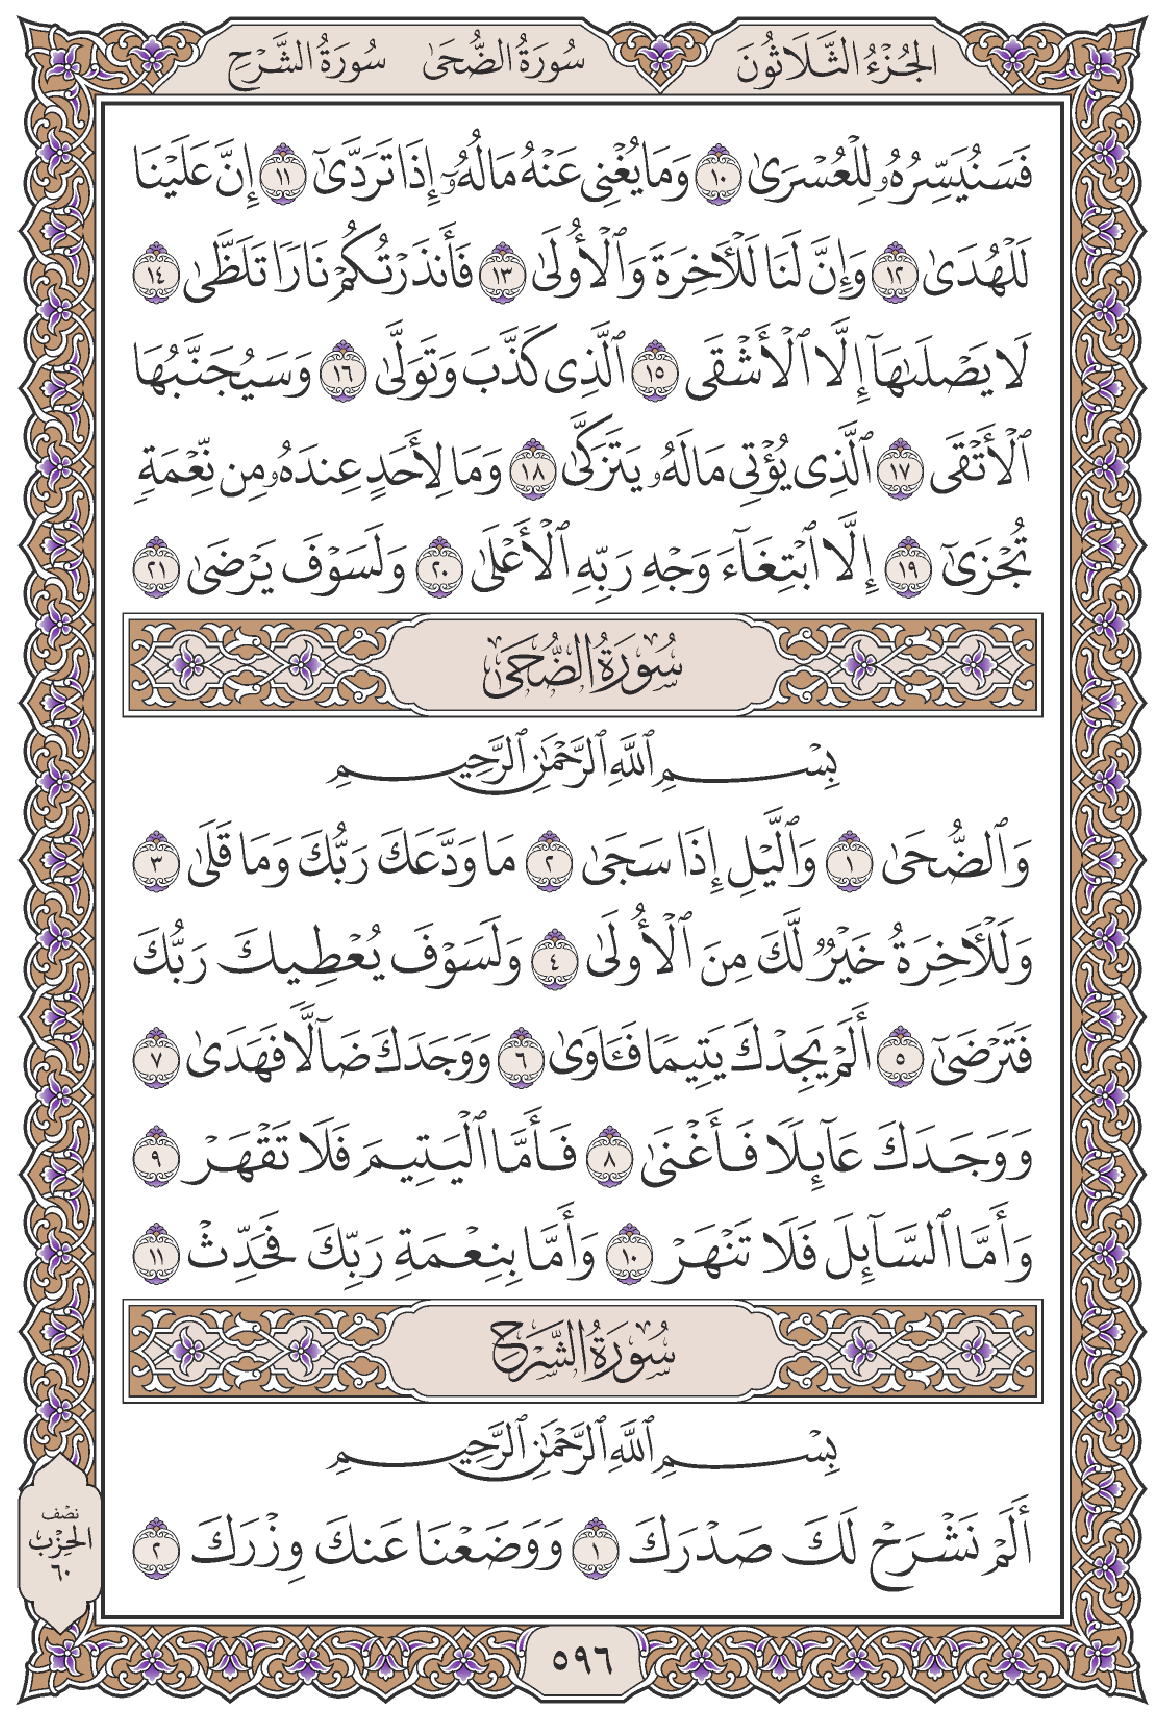 الجُزْءُ الثَّلَاثُونَ سُورَةُ الضُّحَىٰ سُورَةُ الشَّرْحِ
فَسَنُيَسِّرُهُۥ لِلْعُسْرَىٰ ١٠ وَمَا يُغْنِى عَنْهُ مَالُهُۥٓ إِذَا تَرَدَّىٰٓ ١١ إِنَّ عَلَيْنَا
لَلْهُدَىٰ ١٢ وَإِنَّ لَنَا لَلْءَاخِرَةَ وَٱلْأُولَىٰ ١٣ فَأَنذَرْتُكُمْ نَارًا تَلَظَّىٰ ١٤
لَا يَصْلَىٰهَآ إِلَّا ٱلْأَشْقَى ١٥ ٱلَّذِى كَذَّبَ وَتَوَلَّىٰ ١٦ وَسَيُجَنَّبُهَا
ٱلْأَتْقَى ١٧ ٱلَّذِى يُؤْتِى مَالَهُۥ يَتَزَكَّىٰ ١٨ وَمَا لِأَحَدٍ عِندَهُۥ مِن نِّعْمَةٍ
تُجْزَىٰٓ ١٩ إِلَّا ٱبْتِغَآءَ وَجْهِ رَبِّهِ ٱلْأَعْلَىٰ ٢٠ وَلَسَوْفَ يَرْضَىٰ ٢١
سُورَةُ الضُّحَىٰ
بِسْمِ ٱللَّهِ ٱلرَّحْمَٰنِ ٱلرَّحِيمِ
وَٱلضُّحَىٰ ١ وَٱلَّيْلِ إِذَا سَجَىٰ ٢ مَا وَدَّعَكَ رَبُّكَ وَمَا قَلَىٰ ٣
وَلَلْءَاخِرَةُ خَيْرٌ لَّكَ مِنَ ٱلْأُولَىٰ ٤ وَلَسَوْفَ يُعْطِيكَ رَبُّكَ
فَتَرْضَىٰٓ ٥ أَلَمْ يَجِدْكَ يَتِيمًا فَـَٔاوَىٰ ٦ وَوَجَدَكَ ضَآلًّا فَهَدَىٰ ٧
وَوَجَدَكَ عَآئِلًا فَأَغْنَىٰ ٨ فَأَمَّا ٱلْيَتِيمَ فَلَا تَقْهَرْ ٩
وَأَمَّا ٱلسَّآئِلَ فَلَا تَنْهَرْ ١٠ وَأَمَّا بِنِعْمَةِ رَبِّكَ فَحَدِّثْ ١١
سُورَةُ الشَّرْحِ
بِسْمِ ٱللَّهِ ٱلرَّحْمَٰنِ ٱلرَّحِيمِ
أَلَمْ نَشْرَحْ لَكَ صَدْرَكَ ١ وَوَضَعْنَا عَنكَ وِزْرَكَ ٢
نصْف
الحِزْب
٦٠
٥٩٦